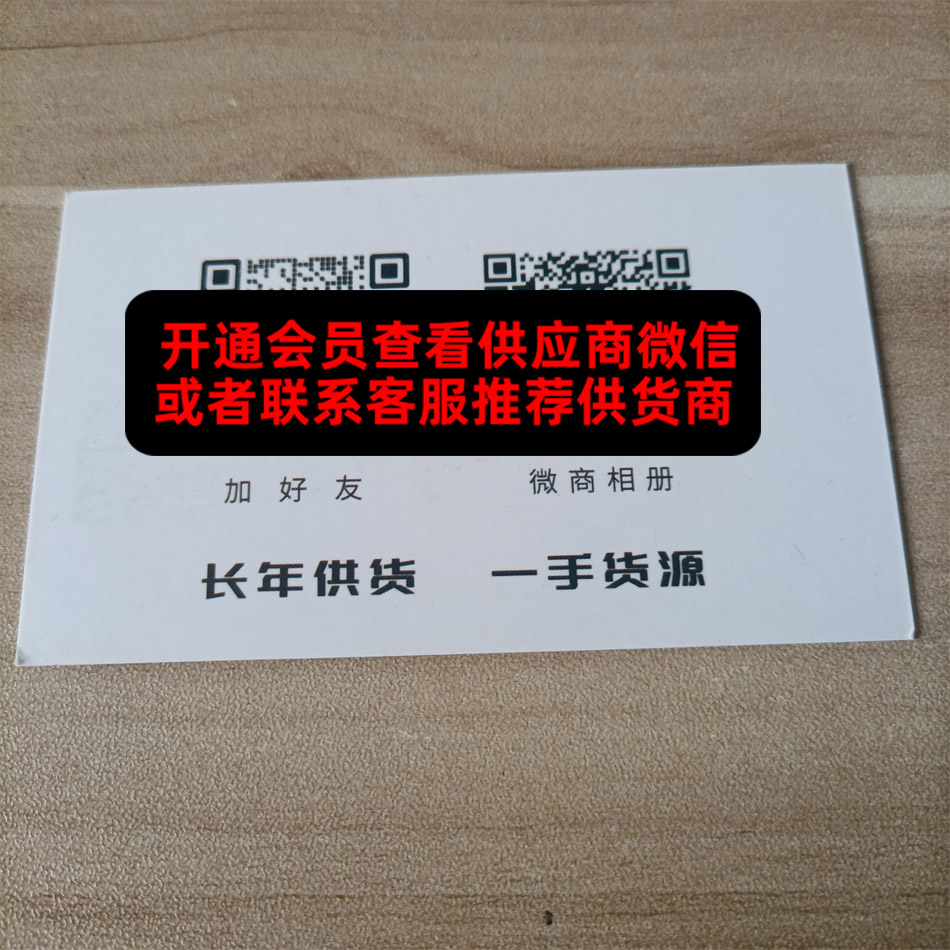 开通会员查看供应商微信
或者联系客服推荐供货商
加好友
微商相册
长年供货
一手货源